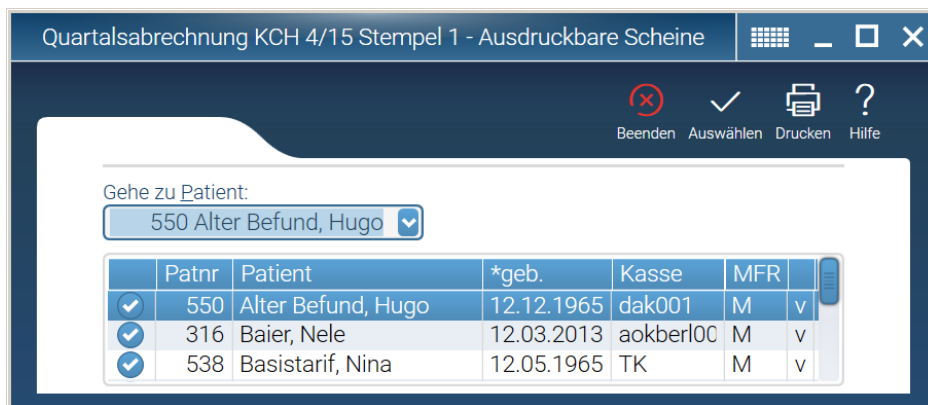 Quartalsabrechnung KCH 4/15 Stempel 1 - Ausdruckbare Scheine
Beenden Auswählen Drucken Hilfe
Gehe zu Patient:
550 Alter Befund, Hugo
Patnr Patient *geb. Kasse MFR
550 Alter Befund, Hugo 12.12.1965 dak001 M v
316 Baier, Nele 12.03.2013 aokberl00 M v
538 Basistarif, Nina 12.05.1965 TK M v